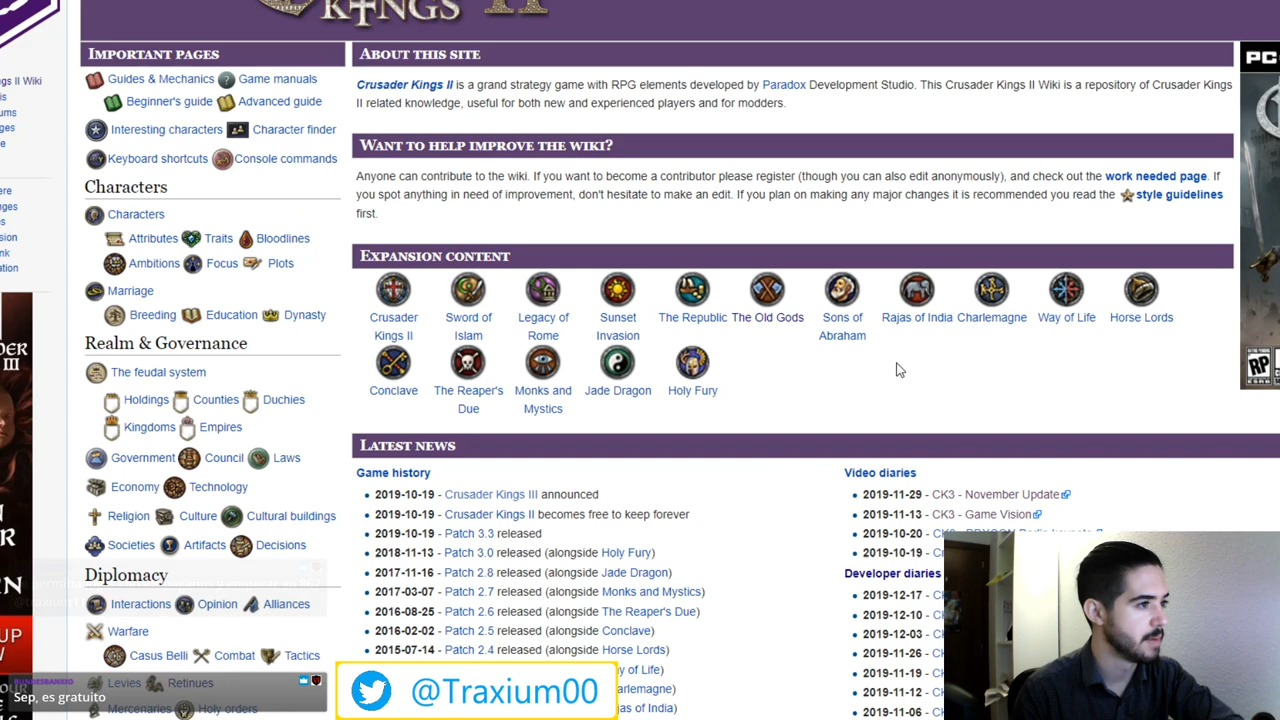 KINGS II
IMPORTANT PAGES
Guides & Mechanics Game manuals
Beginner's guide Advanced guide
Interesting characters Character finder
Keyboard shortcuts Console commands
Characters
Characters
Attributes Traits Bloodlines
Ambitions Focus Plots
Marriage
Breeding Education Dynasty
Realm & Governance
The feudal system
Holdings Counties Duchies
Kingdoms Empires
Government Council Laws
Economy Technology
Religion Culture Cultural buildings
Societies Artifacts Decisions
Diplomacy
Interactions Opinion Alliances
Warfare
Casus Belli Combat Tactics
Levies Retinues
Mercenaries Holy orders
Sep, es gratuito
ABOUT THIS SITE
Crusader Kings II is a grand strategy game with RPG elements developed by Paradox Development Studio. This Crusader Kings II Wiki is a repository of Crusader Kings
II related knowledge, useful for both new and experienced players and for modders.
WANT TO HELP IMPROVE THE WIKI?
Anyone can contribute to the wiki. If you want to become a contributor please register (though you can also edit anonymously), and check out the work needed page. If
you spot anything in need of improvement, don't hesitate to make an edit. If you plan on making any major changes it is recommended you read the style guidelines
first.
EXPANSION CONTENT
Crusader Kings II
Sword of Islam
Legacy of Rome
Sunset Invasion
The Republic
The Old Gods
Sons of Abraham
Rajas of India
Charlemagne
Way of Life
Horse Lords
Conclave
The Reaper's Due
Monks and Mystics
Jade Dragon
Holy Fury
LATEST NEWS
Game history
2019-10-19 - Crusader Kings III announced
2019-10-19 - Crusader Kings II becomes free to keep forever
2019-10-19 - Patch 3.3 released
2018-11-13 - Patch 3.0 released (alongside Holy Fury)
2017-11-16 - Patch 2.8 released (alongside Jade Dragon)
2017-03-07 - Patch 2.7 released (alongside Monks and Mystics)
2016-08-25 - Patch 2.6 released (alongside The Reaper's Due)
2016-02-02 - Patch 2.5 released (alongside Conclave)
2015-07-14 - Patch 2.4 released (alongside Horse Lords)
of Life)
arlemagne)
as of India)
@Traxium00
Video diaries
2019-11-29 - CK3 - November Update
2019-11-13 - CK3 - Game Vision
2019-10-20 -
2019-10-19 -
Developer diaries
2019-12-17 -
2019-12-10 -
2019-12-03 -
2019-11-26 -
2019-11-19 -
2019-11-12 -
2019-11-06 -
PC
RP